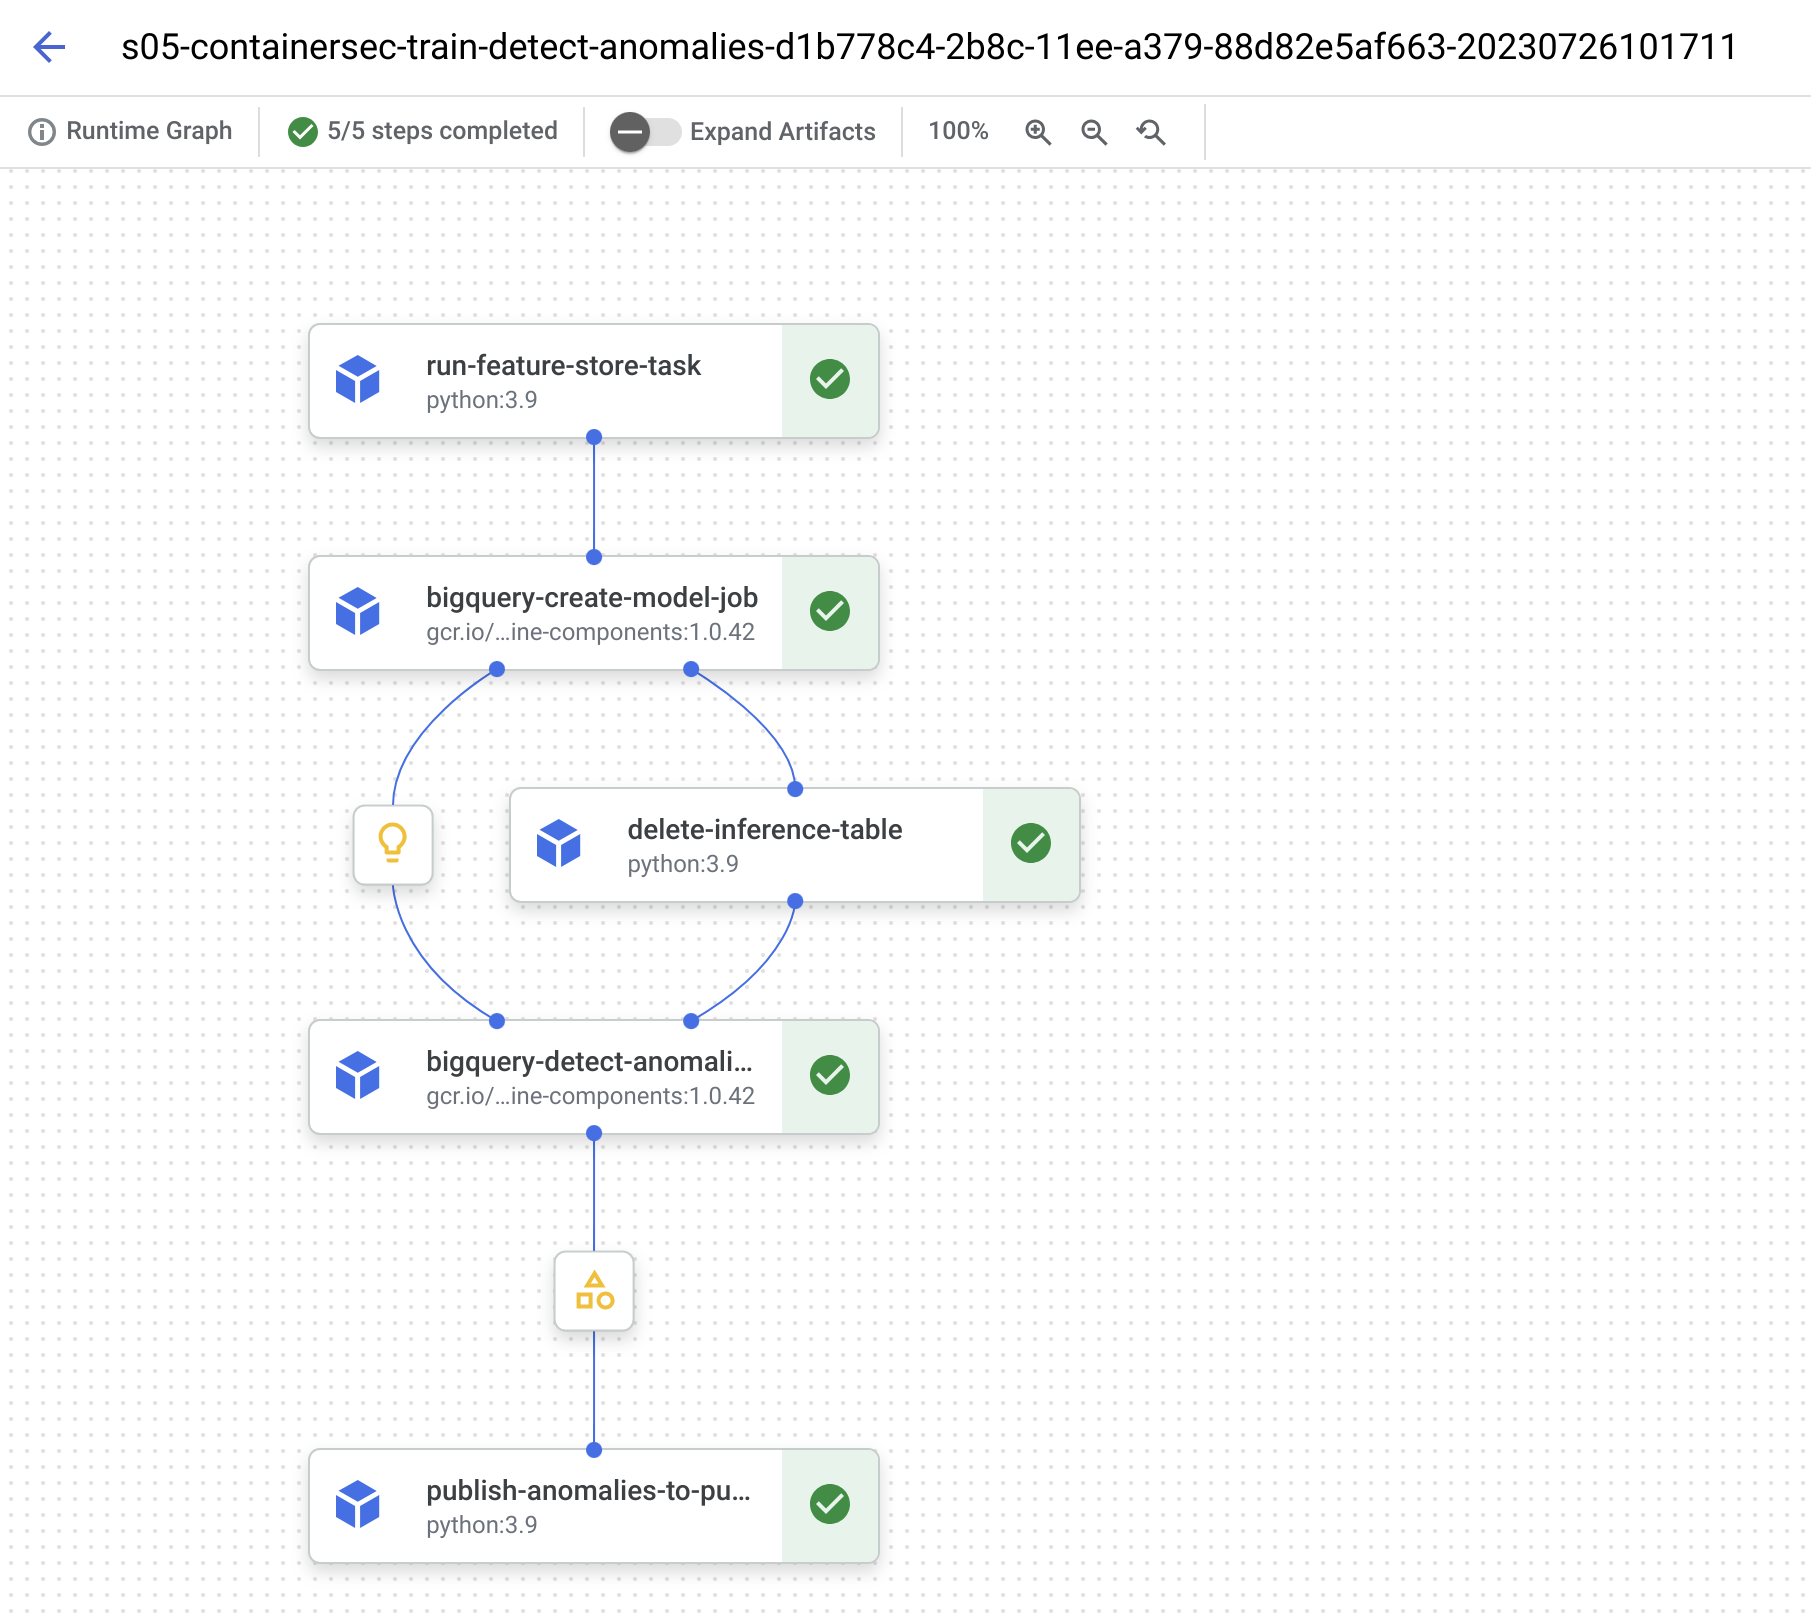 s05-containersec-train-detect-anomalies-d1b778c4-2b8c-11ee-a379-88d82e5af663-20230726101711
Runtime Graph
5/5 steps completed
Expand Artifacts
100%
run-feature-store-task
python:3.9
bigquery-create-model-job
gcr.io/...ine-components:1.0.42
delete-inference-table
python:3.9
bigquery-detect-anomali...
gcr.io/...ine-components:1.0.42
publish-anomalies-to-pu...
python:3.9